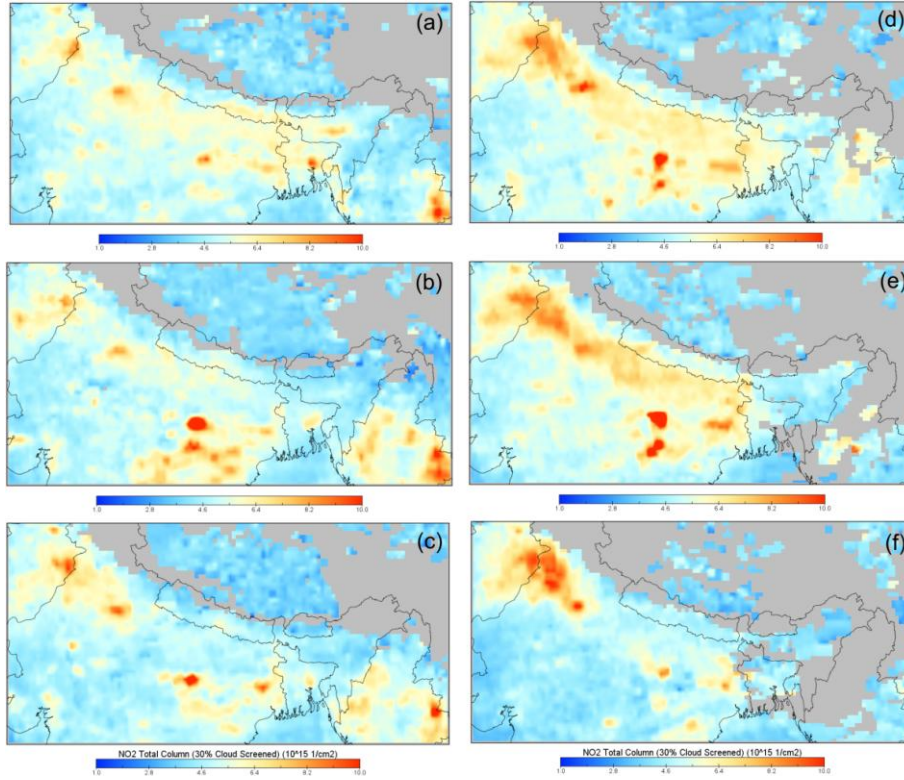 (a)
1.0 2.8 4.6 6.4 8.2 10.0
(d)
1.0 2.8 4.6 6.4 8.2 10.0
(b)
1.0 2.8 4.6 6.4 8.2 10.0
(e)
1.0 2.8 4.6 6.4 8.2 10.0
(c)
NO2 Total Column (30% Cloud Screened) (10^15 1/cm2)
1.0 2.8 4.6 6.4 8.2 10.0
(f)
NO2 Total Column (30% Cloud Screened) (10^15 1/cm2)
1.0 2.8 4.6 6.4 8.2 10.0